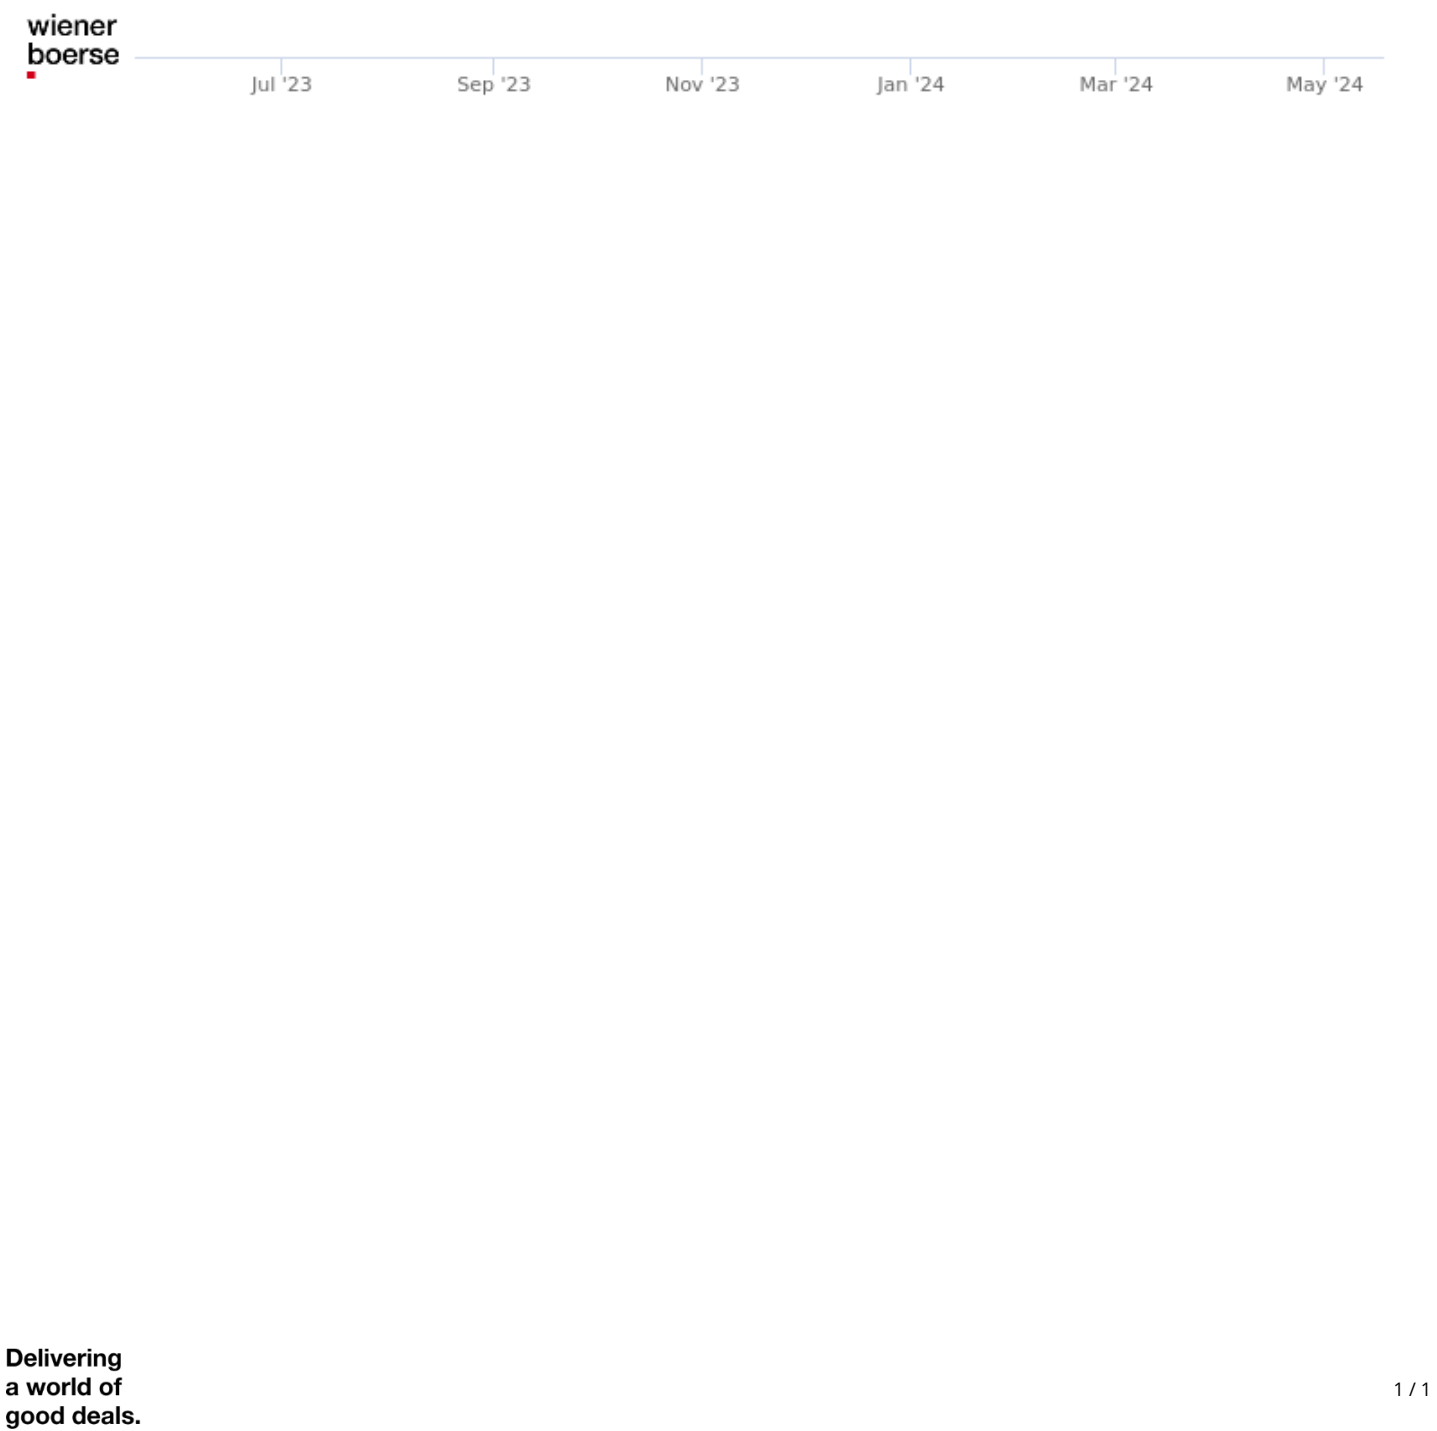 wiener
boerse
Jul '23 Sep '23 Nov '23 Jan '24 Mar '24 May '24
Delivering
a world of
good deals.
1 / 1